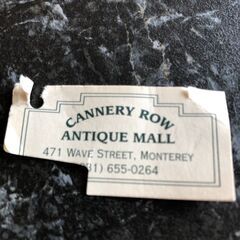 CANNERY ROW
ANTIQUE MALL
471 WAVE STREET, MONTEREY
31) 655-0264